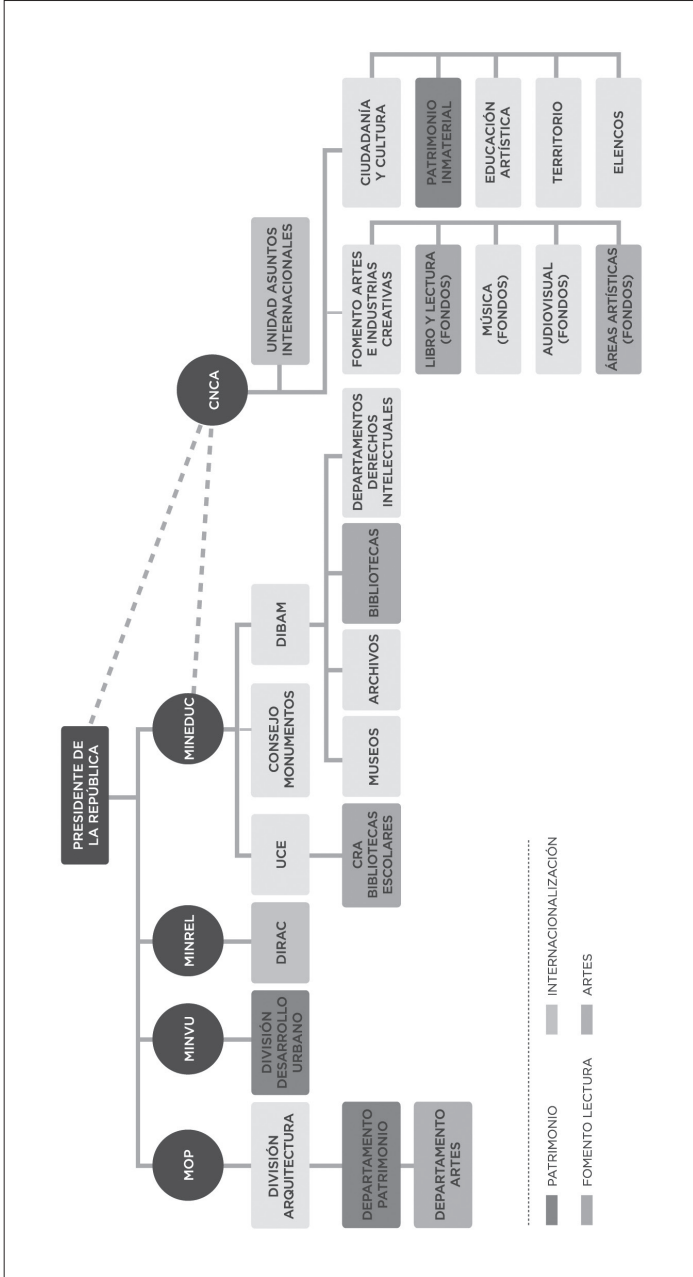 PRESIDENTE DE
LA REPÚBLICA
MOP
MINVU
MINREL
MINEDUC
CNCA
DIVISIÓN
ARQUITECTURA
DIVISIÓN
DESARROLLO
URBANO
DIRAC
UCE
CONSEJO
MONUMENTOS
DIBAM
UNIDAD ASUNTOS
INTERNACIONALES
DEPARTAMENTO
PATRIMONIO
DEPARTAMENTO
ARTES
CRA
BIBLIOTECAS
ESCOLARES
MUSEOS
ARCHIVOS
BIBLIOTECAS
DEPARTAMENTOS
DERECHOS
INTELECTUALES
FOMENTO ARTES
E INDUSTRIAS
CREATIVAS
LIBRO Y LECTURA
(FONDOS)
MÚSICA
(FONDOS)
AUDIOVISUAL
(FONDOS)
ÁREAS ARTÍSTICAS
(FONDOS)
CIUDADANÍA
Y CULTURA
PATRIMONIO
INMATERIAL
EDUCACIÓN
ARTÍSTICA
TERRITORIO
ELENCOS
PATRIMONIO
INTERNACIONALIZACIÓN
FOMENTO LECTURA
ARTES